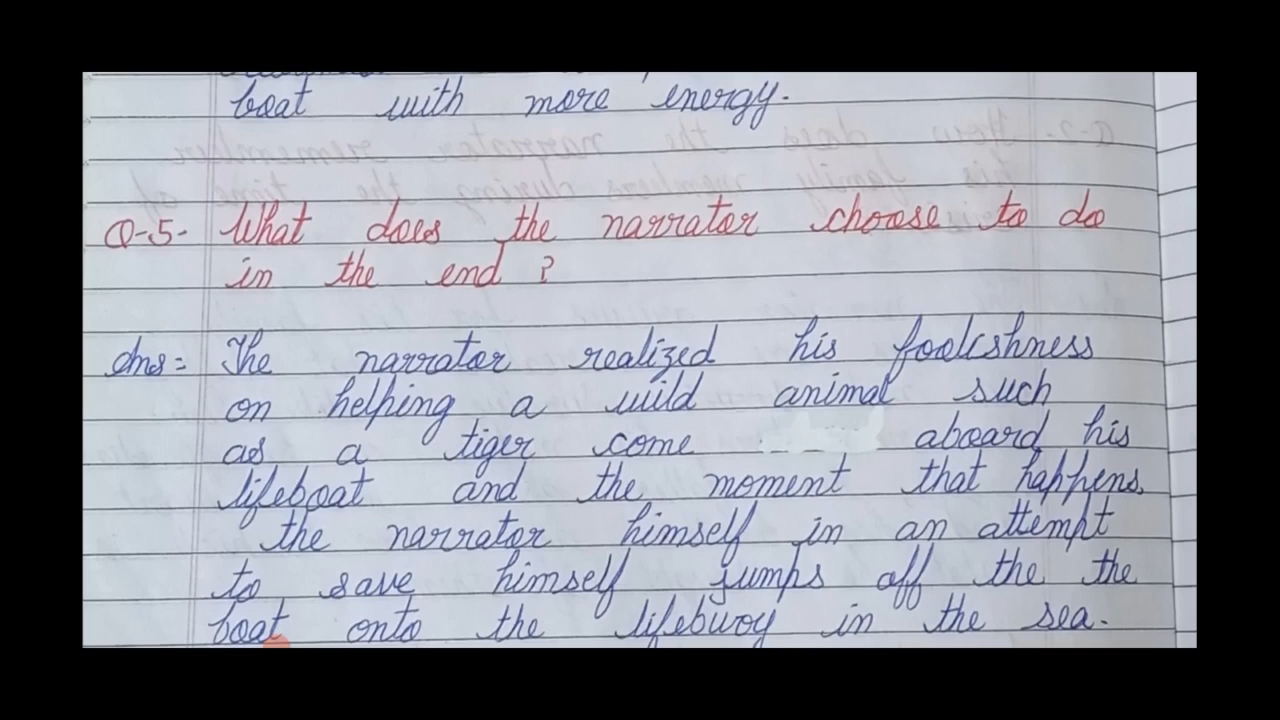 boat with more energy.
Q-5- What does the narrator choose to do
in the end ?
Ans = The narrator realized his foolishness
on helping a wild animal such
as a tiger come aboard his
lifeboat and the moment that happens,
the narrator himself in an attempt
to save himself jumps off the the
boat onto the lifebuoy in the sea.